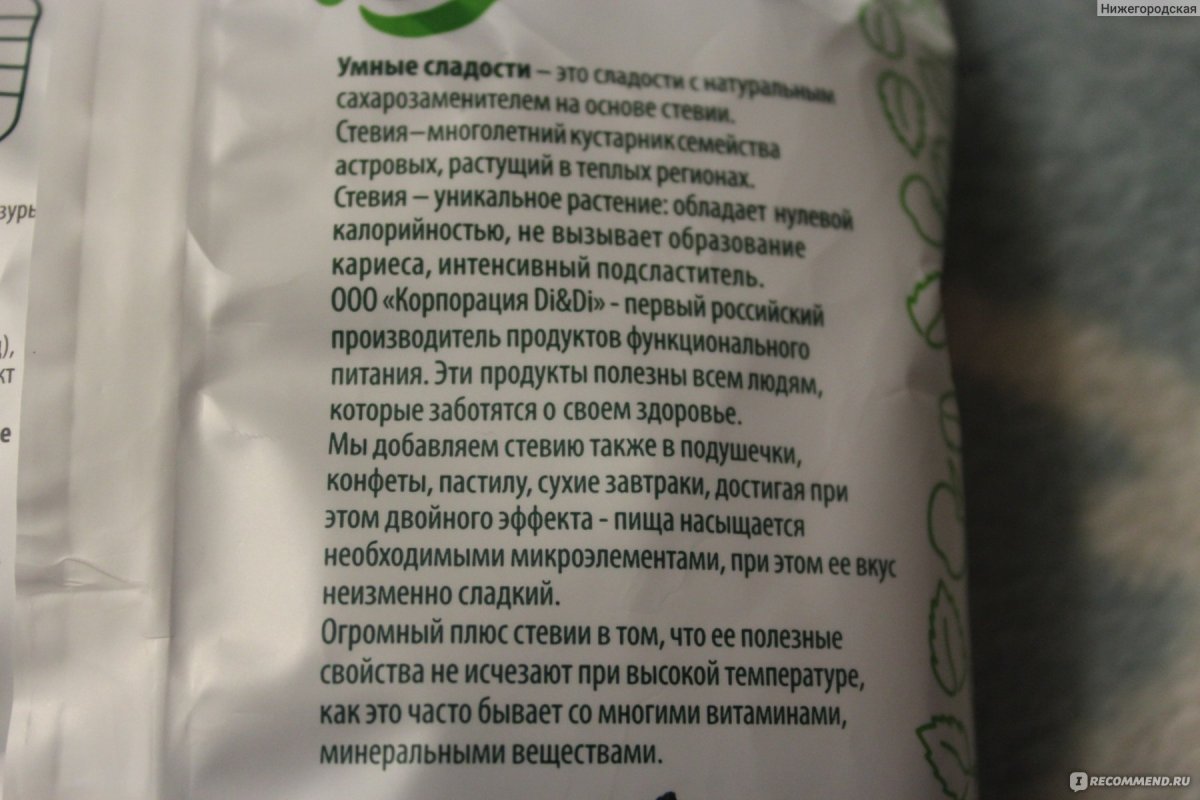 Нижегородская
Умные сладости – это сладости с натуральным
сахарозаменителем на основе стевии.
Стевия – многолетний кустарник семейства
астровых, растущий в теплых регионах.
Стевия – уникальное растение: обладает нулевой
калорийностью, не вызывает образование
кариеса, интенсивный подсластитель.
ООО «Корпорация Di&Di» - первый российский
производитель продуктов функционального
питания. Эти продукты полезны всем людям,
которые заботятся о своем здоровье.
Мы добавляем стевию также в подушечки,
конфеты, пастилу, сухие завтраки, достигая при
этом двойного эффекта - пища насыщается
необходимыми микроэлементами, при этом ее вкус
неизменно сладкий.
Огромный плюс стевии в том, что ее полезные
свойства не исчезают при высокой температуре,
как это часто бывает со многими витаминами,
минеральными веществами.
IRECOMMEND.RU